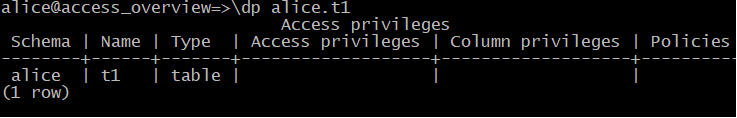 alice@access_overview=>\dp alice.t1
Access privileges
Schema | Name | Type | Access privileges | Column privileges | Policies
--------+------+-------+-------------------+-------------------+----------
alice | t1 | table | | |
(1 row)